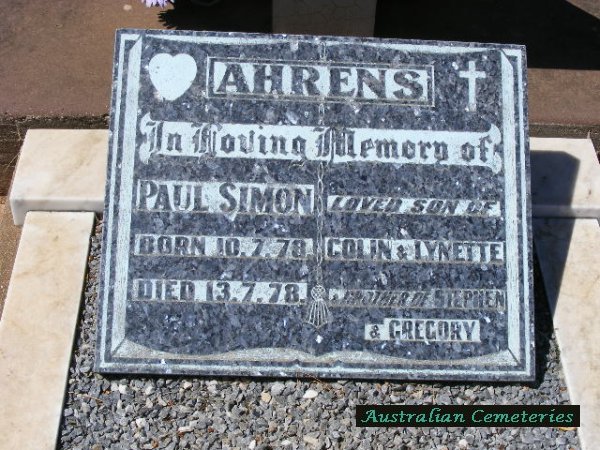 AHRENS
In Loving Memory of
PAUL SIMON
BORN 10.7.78.
DIED 13.7.78.
LOVED SON OF
COLIN & LYNETTE
& BROTHER OF STEPHEN
& GREGORY
Australian Cemeteries